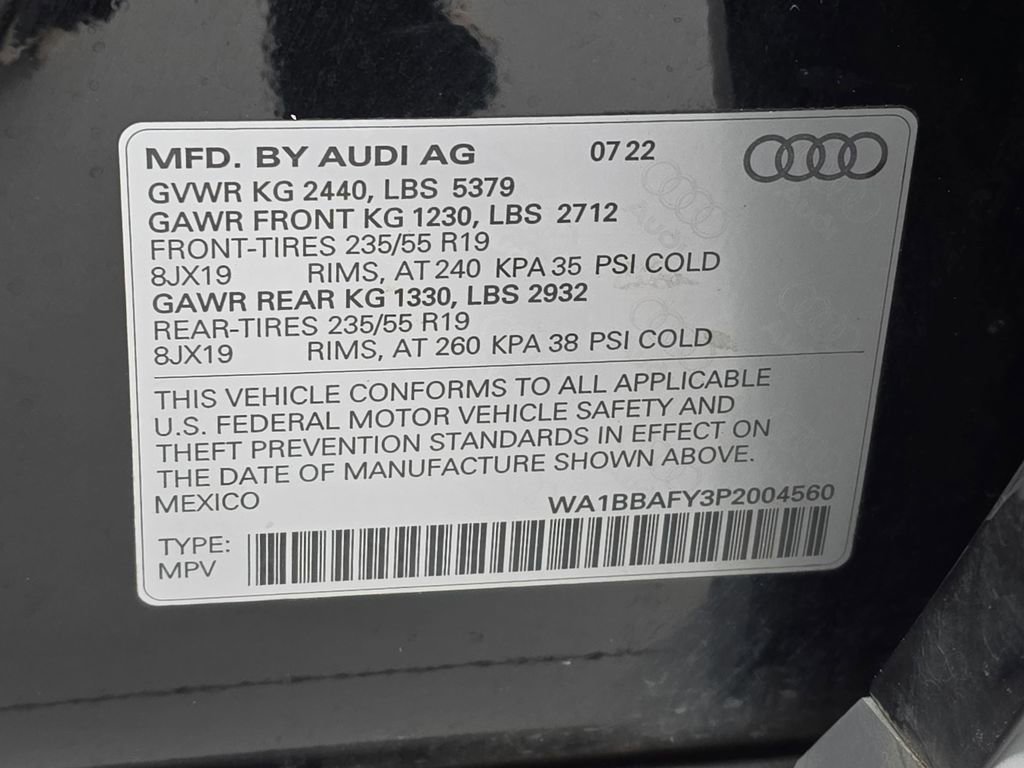 MFD. BY AUDI AG 07 22
GVWR KG 2440, LBS 5379
GAWR FRONT KG 1230, LBS 2712
FRONT-TIRES 235/55 R19
8JX19 RIMS, AT 240 KPA 35 PSI COLD
GAWR REAR KG 1330, LBS 2932
REAR-TIRES 235/55 R19
8JX19 RIMS, AT 260 KPA 38 PSI COLD
THIS VEHICLE CONFORMS TO ALL APPLICABLE
U.S. FEDERAL MOTOR VEHICLE SAFETY AND
THEFT PREVENTION STANDARDS IN EFFECT ON
THE DATE OF MANUFACTURE SHOWN ABOVE.
MEXICO WA1BBAFY3P2004560
TYPE:
MPV